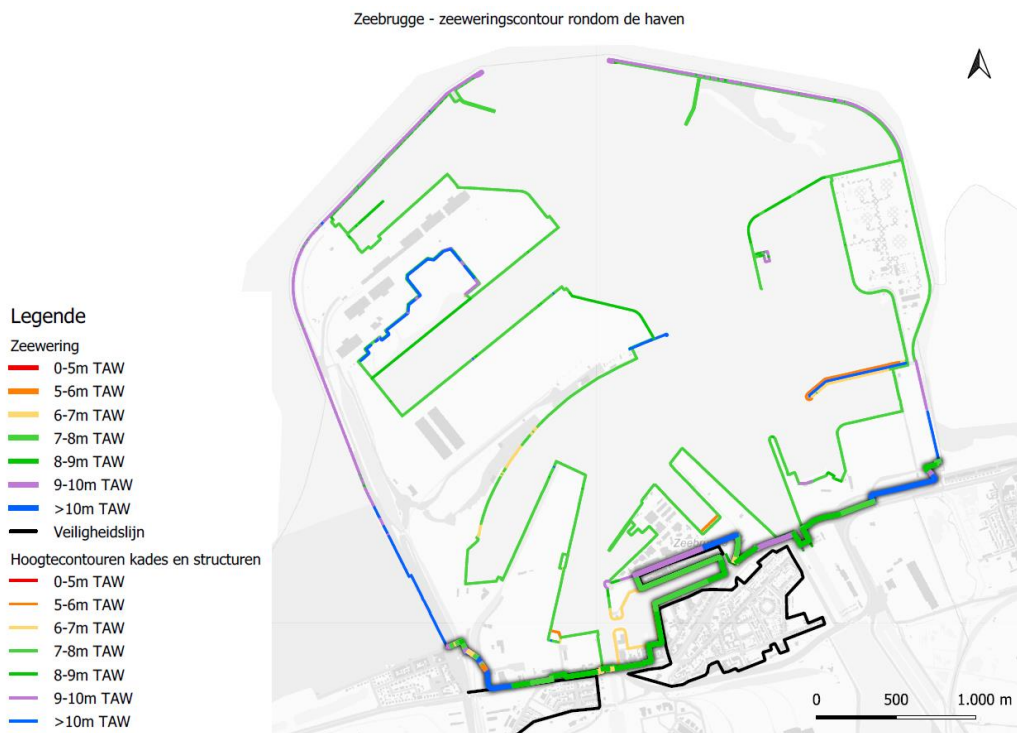 Zeebrugge - zeeweringscontour rondom de haven
Legende
Zeewering
0-5m TAW
5-6m TAW
6-7m TAW
7-8m TAW
8-9m TAW
9-10m TAW
>10m TAW
Veiligheidslijn
Hoogtecontouren kades en structuren
0-5m TAW
5-6m TAW
6-7m TAW
7-8m TAW
8-9m TAW
9-10m TAW
>10m TAW
0 500 1.000 m